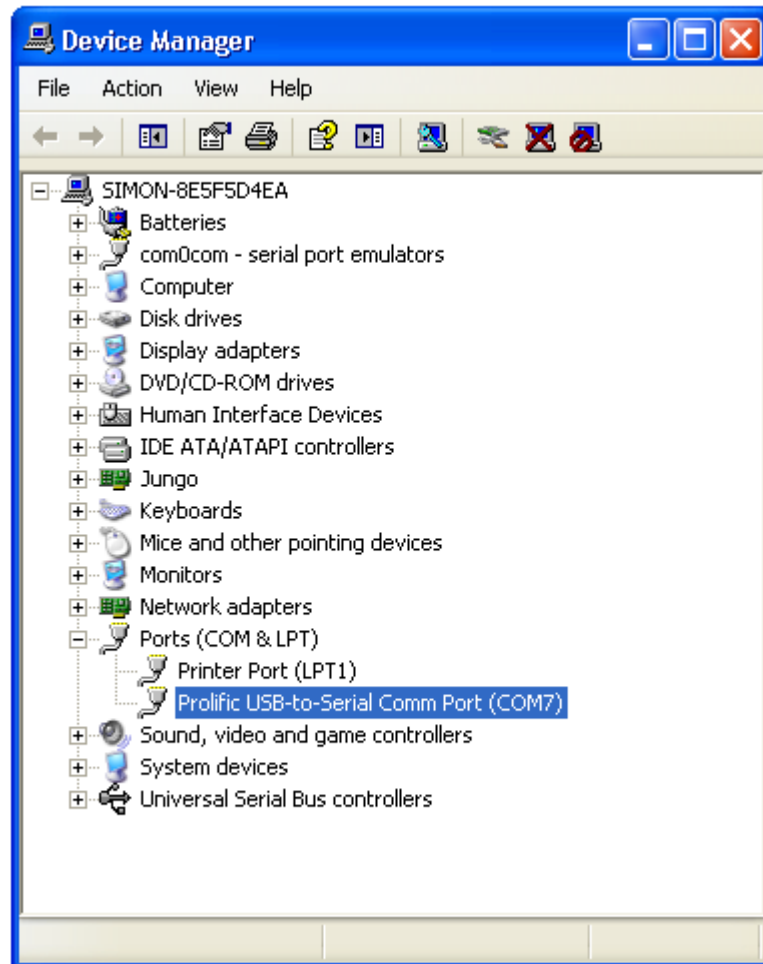 Device Manager
File Action View Help
SIMON-8E5F5D4EA
Batteries
com0com - serial port emulators
Computer
Disk drives
Display adapters
DVD/CD-ROM drives
Human Interface Devices
IDE ATA/ATAPI controllers
Jungo
Keyboards
Mice and other pointing devices
Monitors
Network adapters
Ports (COM & LPT)
Printer Port (LPT1)
Prolific USB-to-Serial Comm Port (COM7)
Sound, video and game controllers
System devices
Universal Serial Bus controllers